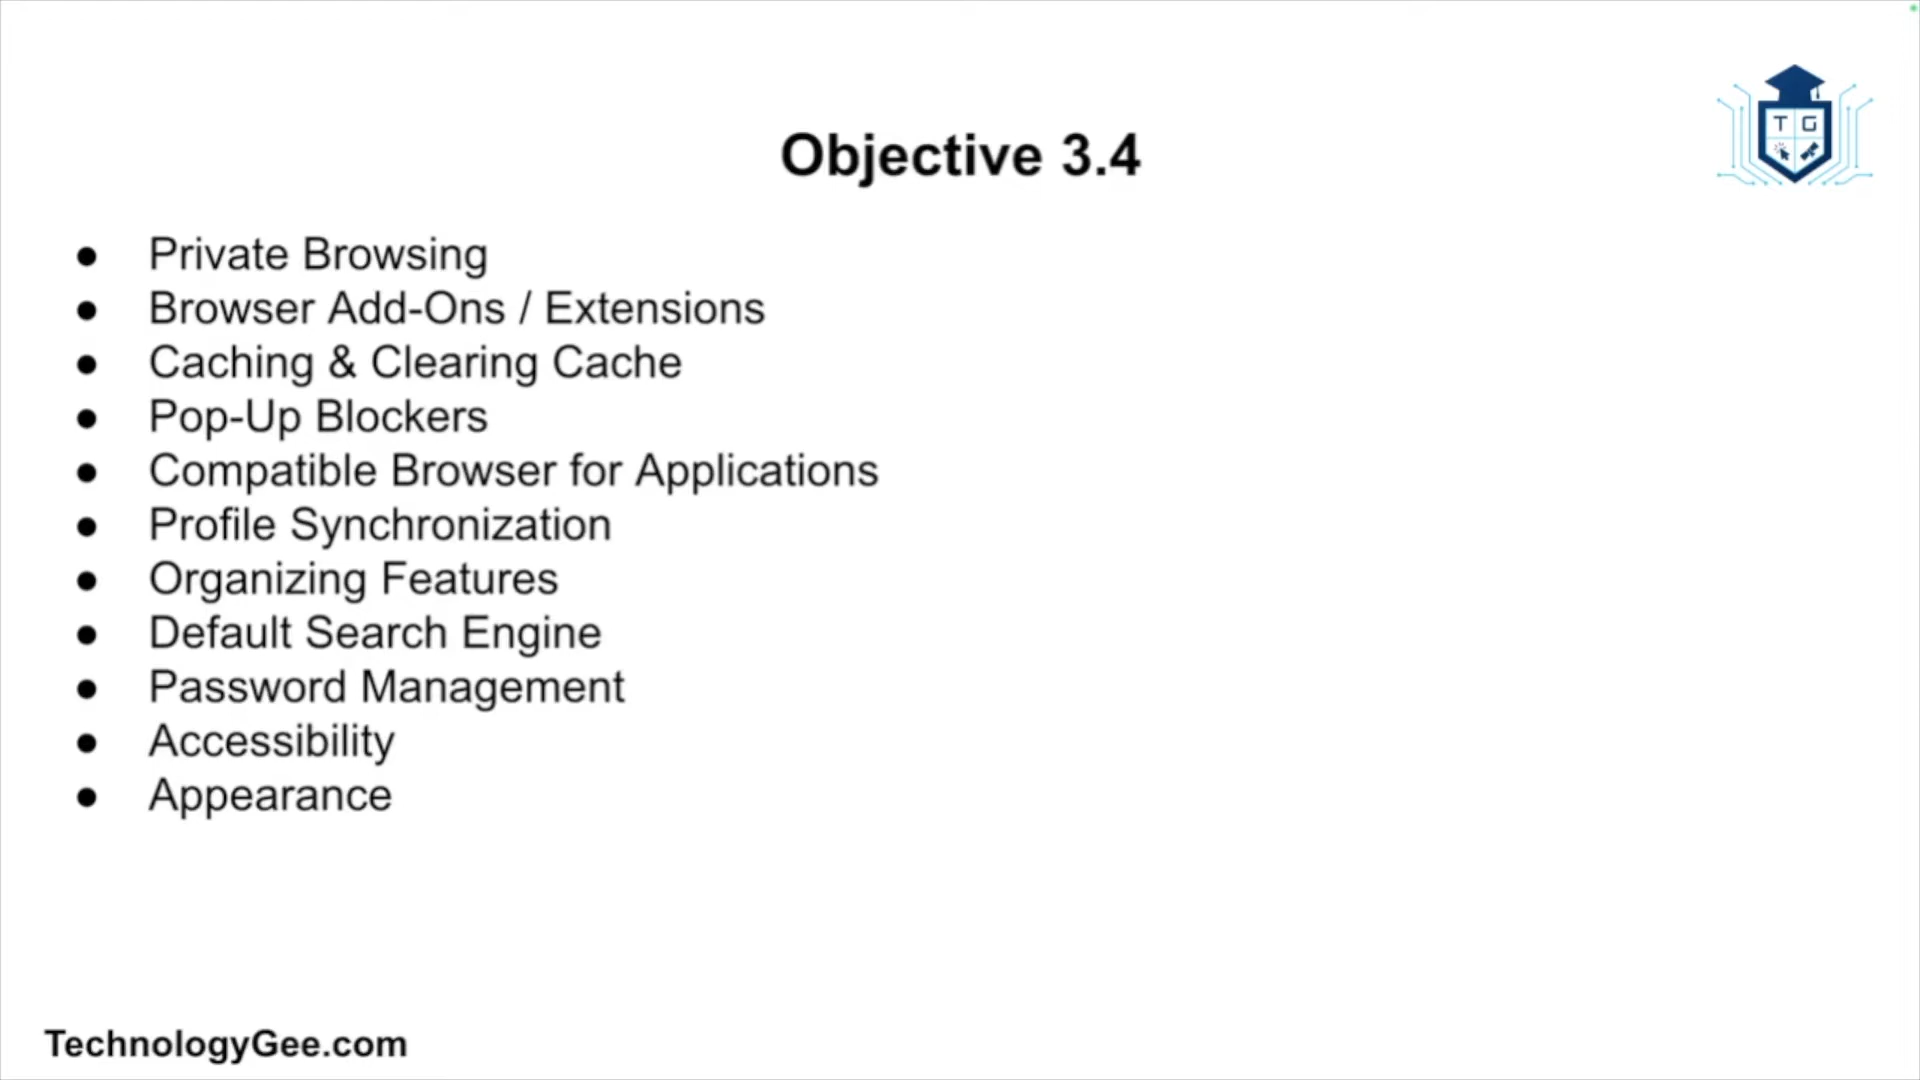 T G
Objective 3.4
● Private Browsing
● Browser Add-Ons / Extensions
● Caching & Clearing Cache
● Pop-Up Blockers
● Compatible Browser for Applications
● Profile Synchronization
● Organizing Features
● Default Search Engine
● Password Management
● Accessibility
● Appearance
TechnologyGee.com